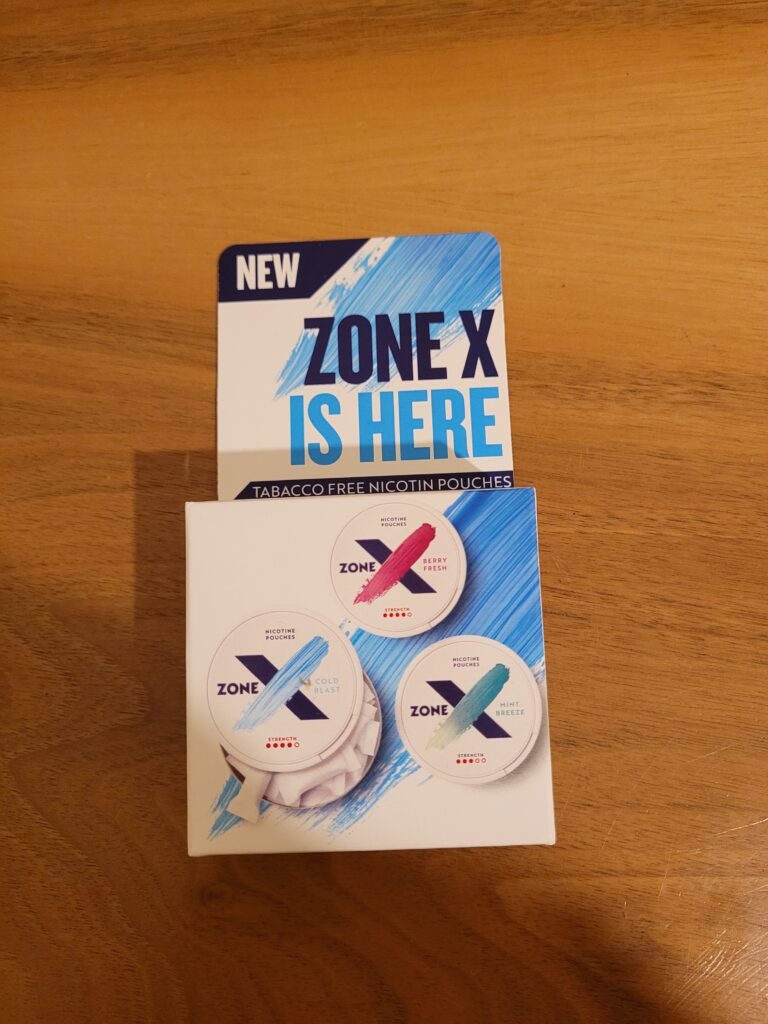 NEW
ZONE X
IS HERE
TABACCO FREE NICOTIN POUCHES
NICOTINE
POUCHES
ZONE X
BERRY
FRESH
STRENGTH
NICOTINE
POUCHES
ZONE X
COLD
BLAST
STRENGTH
NICOTINE
POUCHES
ZONE X
MINT
BREEZE
STRENGTH